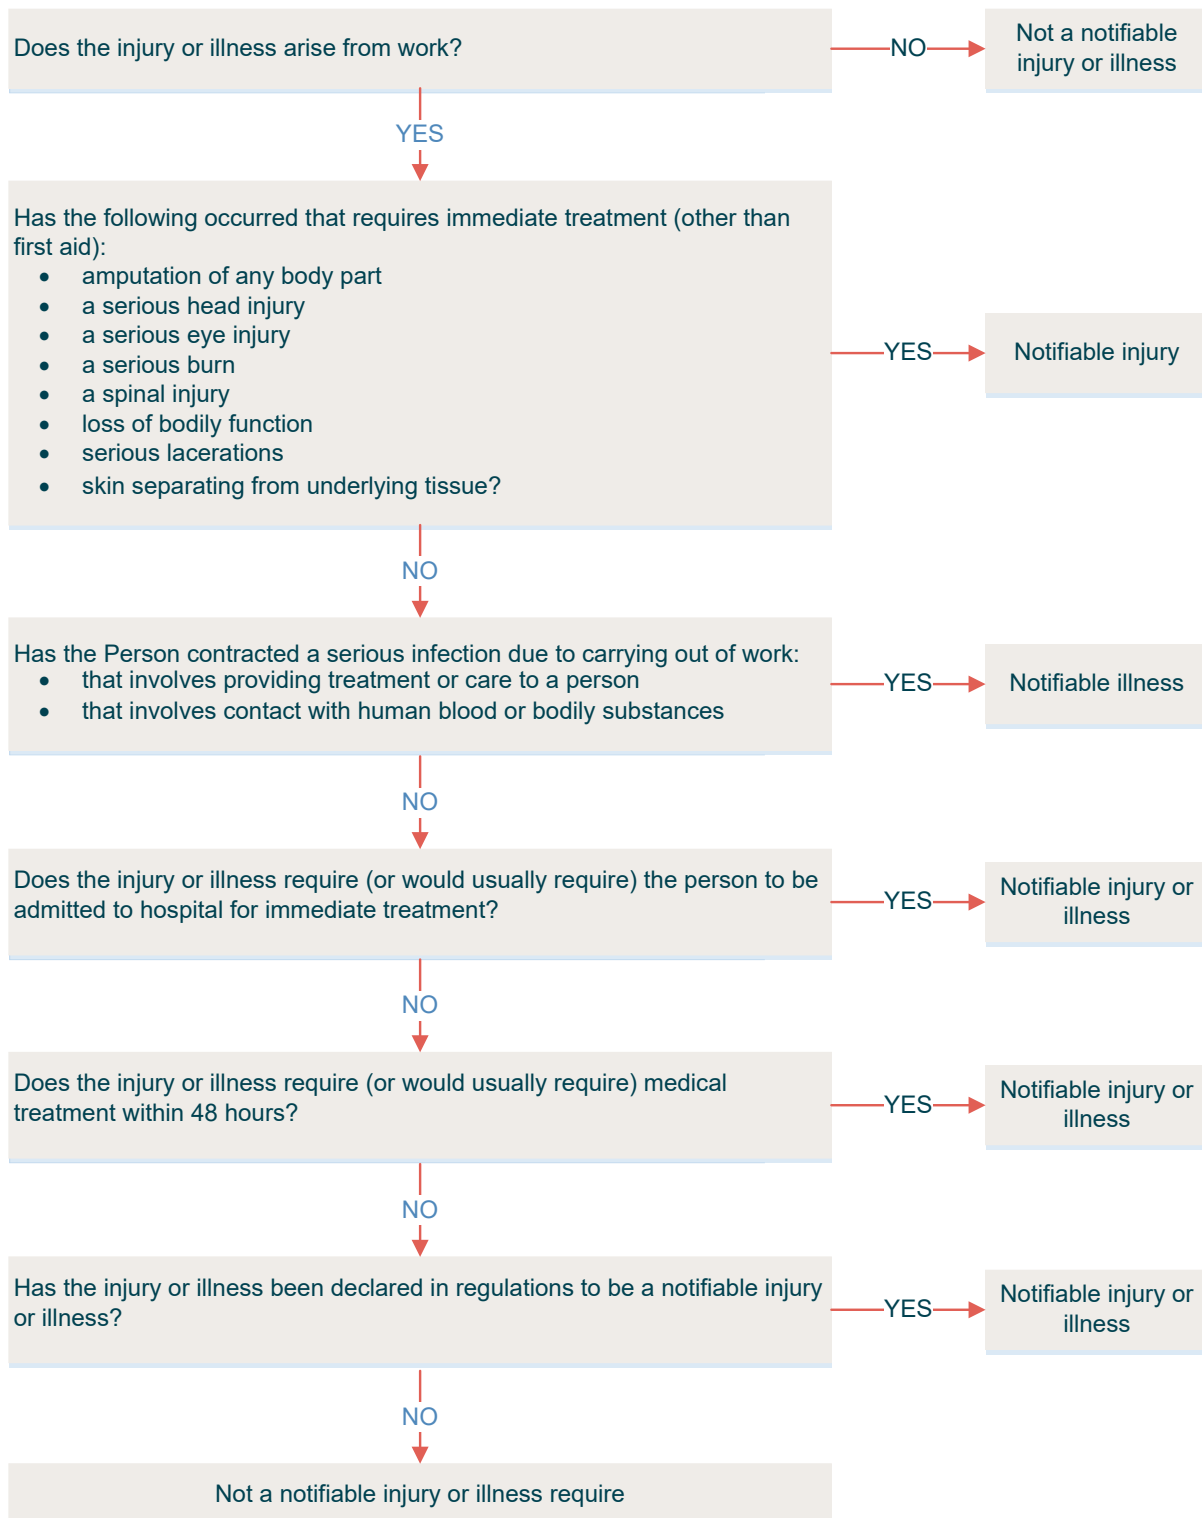 Does the injury or illness arise from work?
NO
Not a notifiable
injury or illness
YES
Has the following occurred that requires immediate treatment (other than
first aid):
• amputation of any body part
• a serious head injury
• a serious eye injury
• a serious burn
• a spinal injury
• loss of bodily function
• serious lacerations
• skin separating from underlying tissue?
YES
Notifiable injury
NO
Has the Person contracted a serious infection due to carrying out of work:
• that involves providing treatment or care to a person
• that involves contact with human blood or bodily substances
YES
Notifiable illness
NO
Does the injury or illness require (or would usually require) the person to be
admitted to hospital for immediate treatment?
YES
Notifiable injury or
illness
NO
Does the injury or illness require (or would usually require) medical
treatment within 48 hours?
YES
Notifiable injury or
illness
NO
Has the injury or illness been declared in regulations to be a notifiable injury
or illness?
YES
Notifiable injury or
illness
NO
Not a notifiable injury or illness require